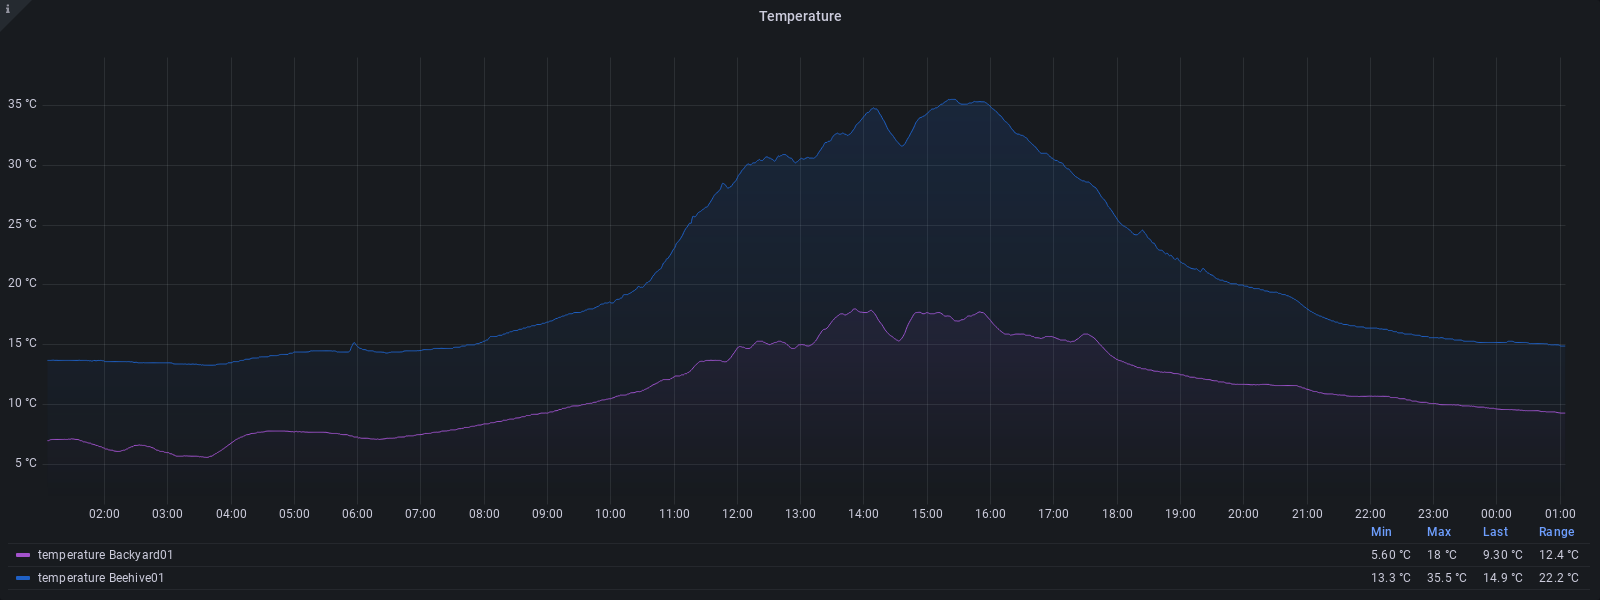 i
Temperature
35 °C
30 °C
25 °C
20 °C
15 °C
10 °C
5 °C
02:00 03:00 04:00 05:00 06:00 07:00 08:00 09:00 10:00 11:00 12:00 13:00 14:00 15:00 16:00 17:00 18:00 19:00 20:00 21:00 22:00 23:00 00:00 01:00
Min Max Last Range
temperature Backyard01 5.60 °C 18 °C 9.30 °C 12.4 °C
temperature Beehive01 13.3 °C 35.5 °C 14.9 °C 22.2 °C